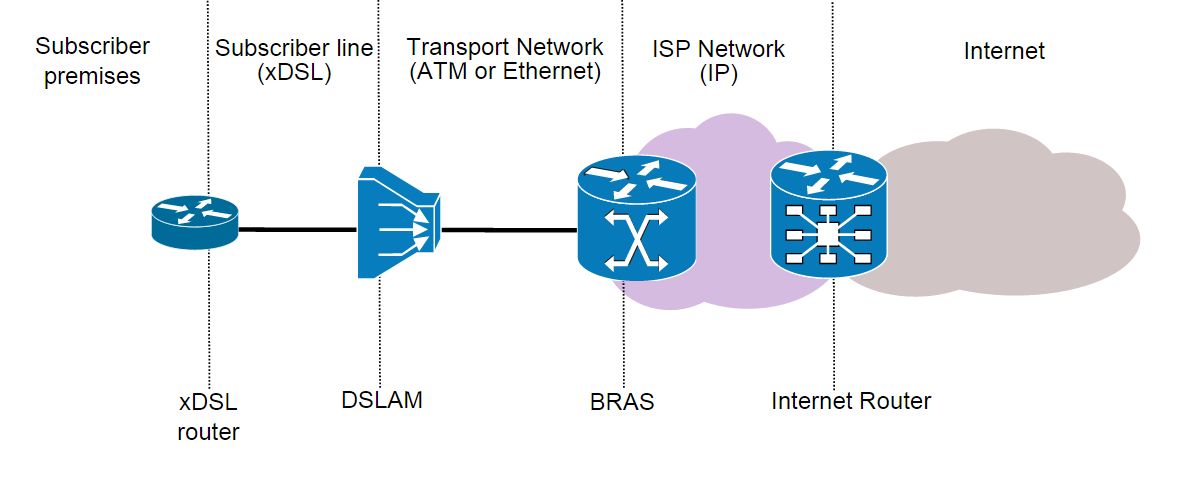 Subscriber
premises
Subscriber line
(xDSL)
Transport Network
(ATM or Ethernet)
ISP Network
(IP)
Internet
xDSL
router
DSLAM
BRAS
Internet Router